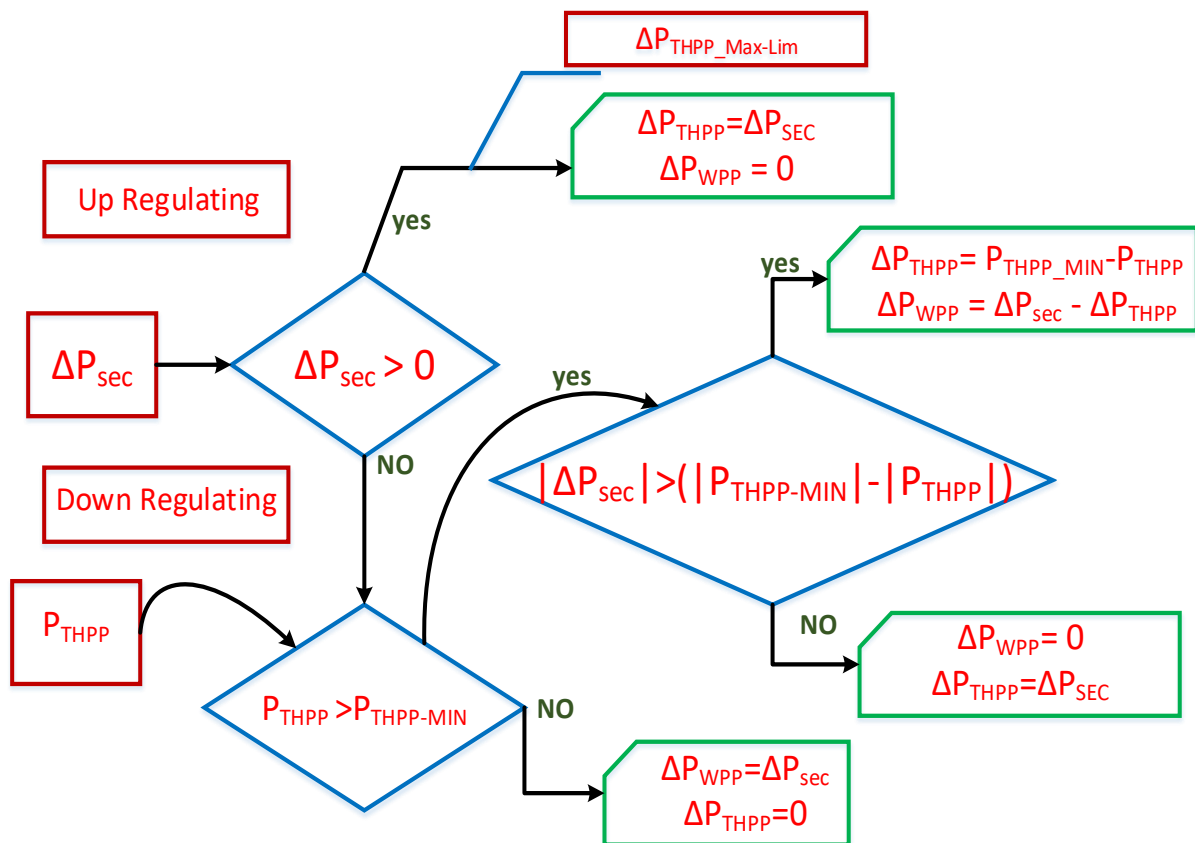 ΔP_THPP_Max-Lim
ΔP_THPP=ΔP_SEC
ΔP_WPP = 0
Up Regulating
yes
yes
ΔP_THPP= P_THPP_MIN-P_THPP
ΔP_WPP = ΔP_sec - ΔP_THPP
ΔP_sec
ΔP_sec > 0
yes
NO
Down Regulating
|ΔP_sec|>(|P_THPP-MIN|-|P_THPP|)
P_THPP
NO
ΔP_WPP= 0
ΔP_THPP=ΔP_SEC
P_THPP >P_THPP-MIN
NO
ΔP_WPP=ΔP_sec
ΔP_THPP=0